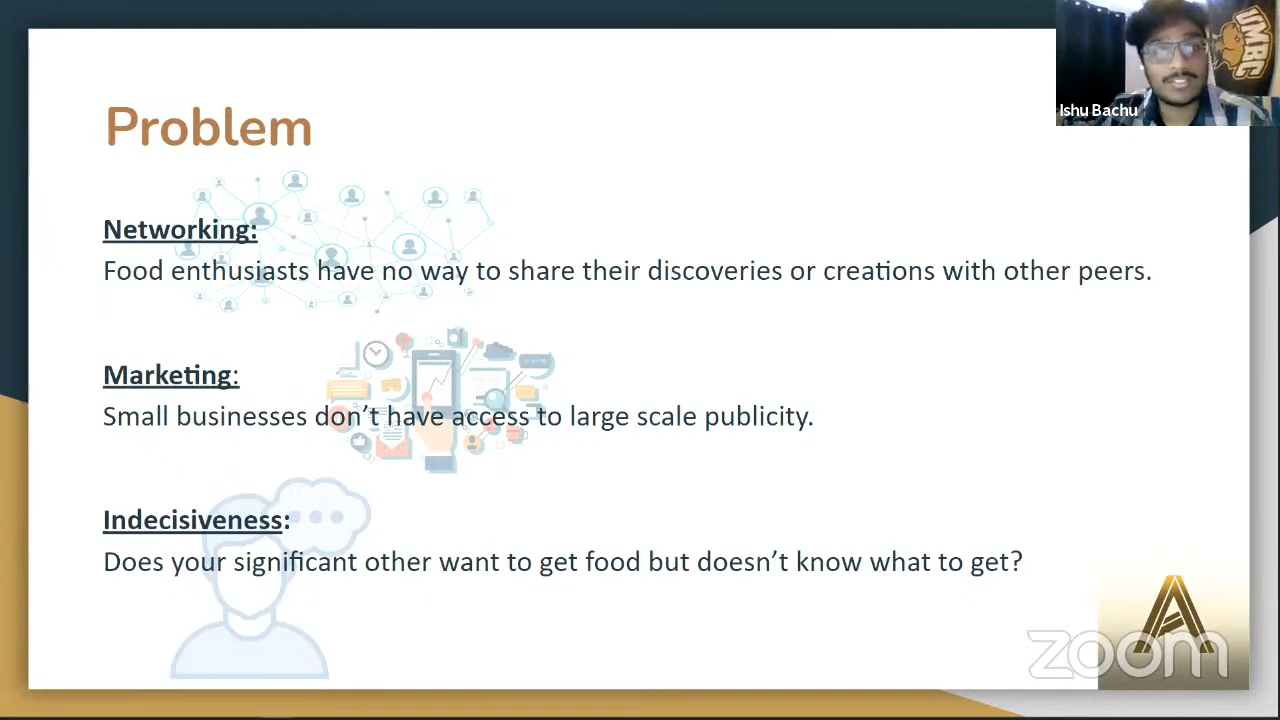 Problem
UMBC
Ishu Bachu
Networking:
Food enthusiasts have no way to share their discoveries or creations with other peers.
Marketing:
Small businesses don't have access to large scale publicity.
Indecisiveness:
Does your significant other want to get food but doesn't know what to get?
zoom